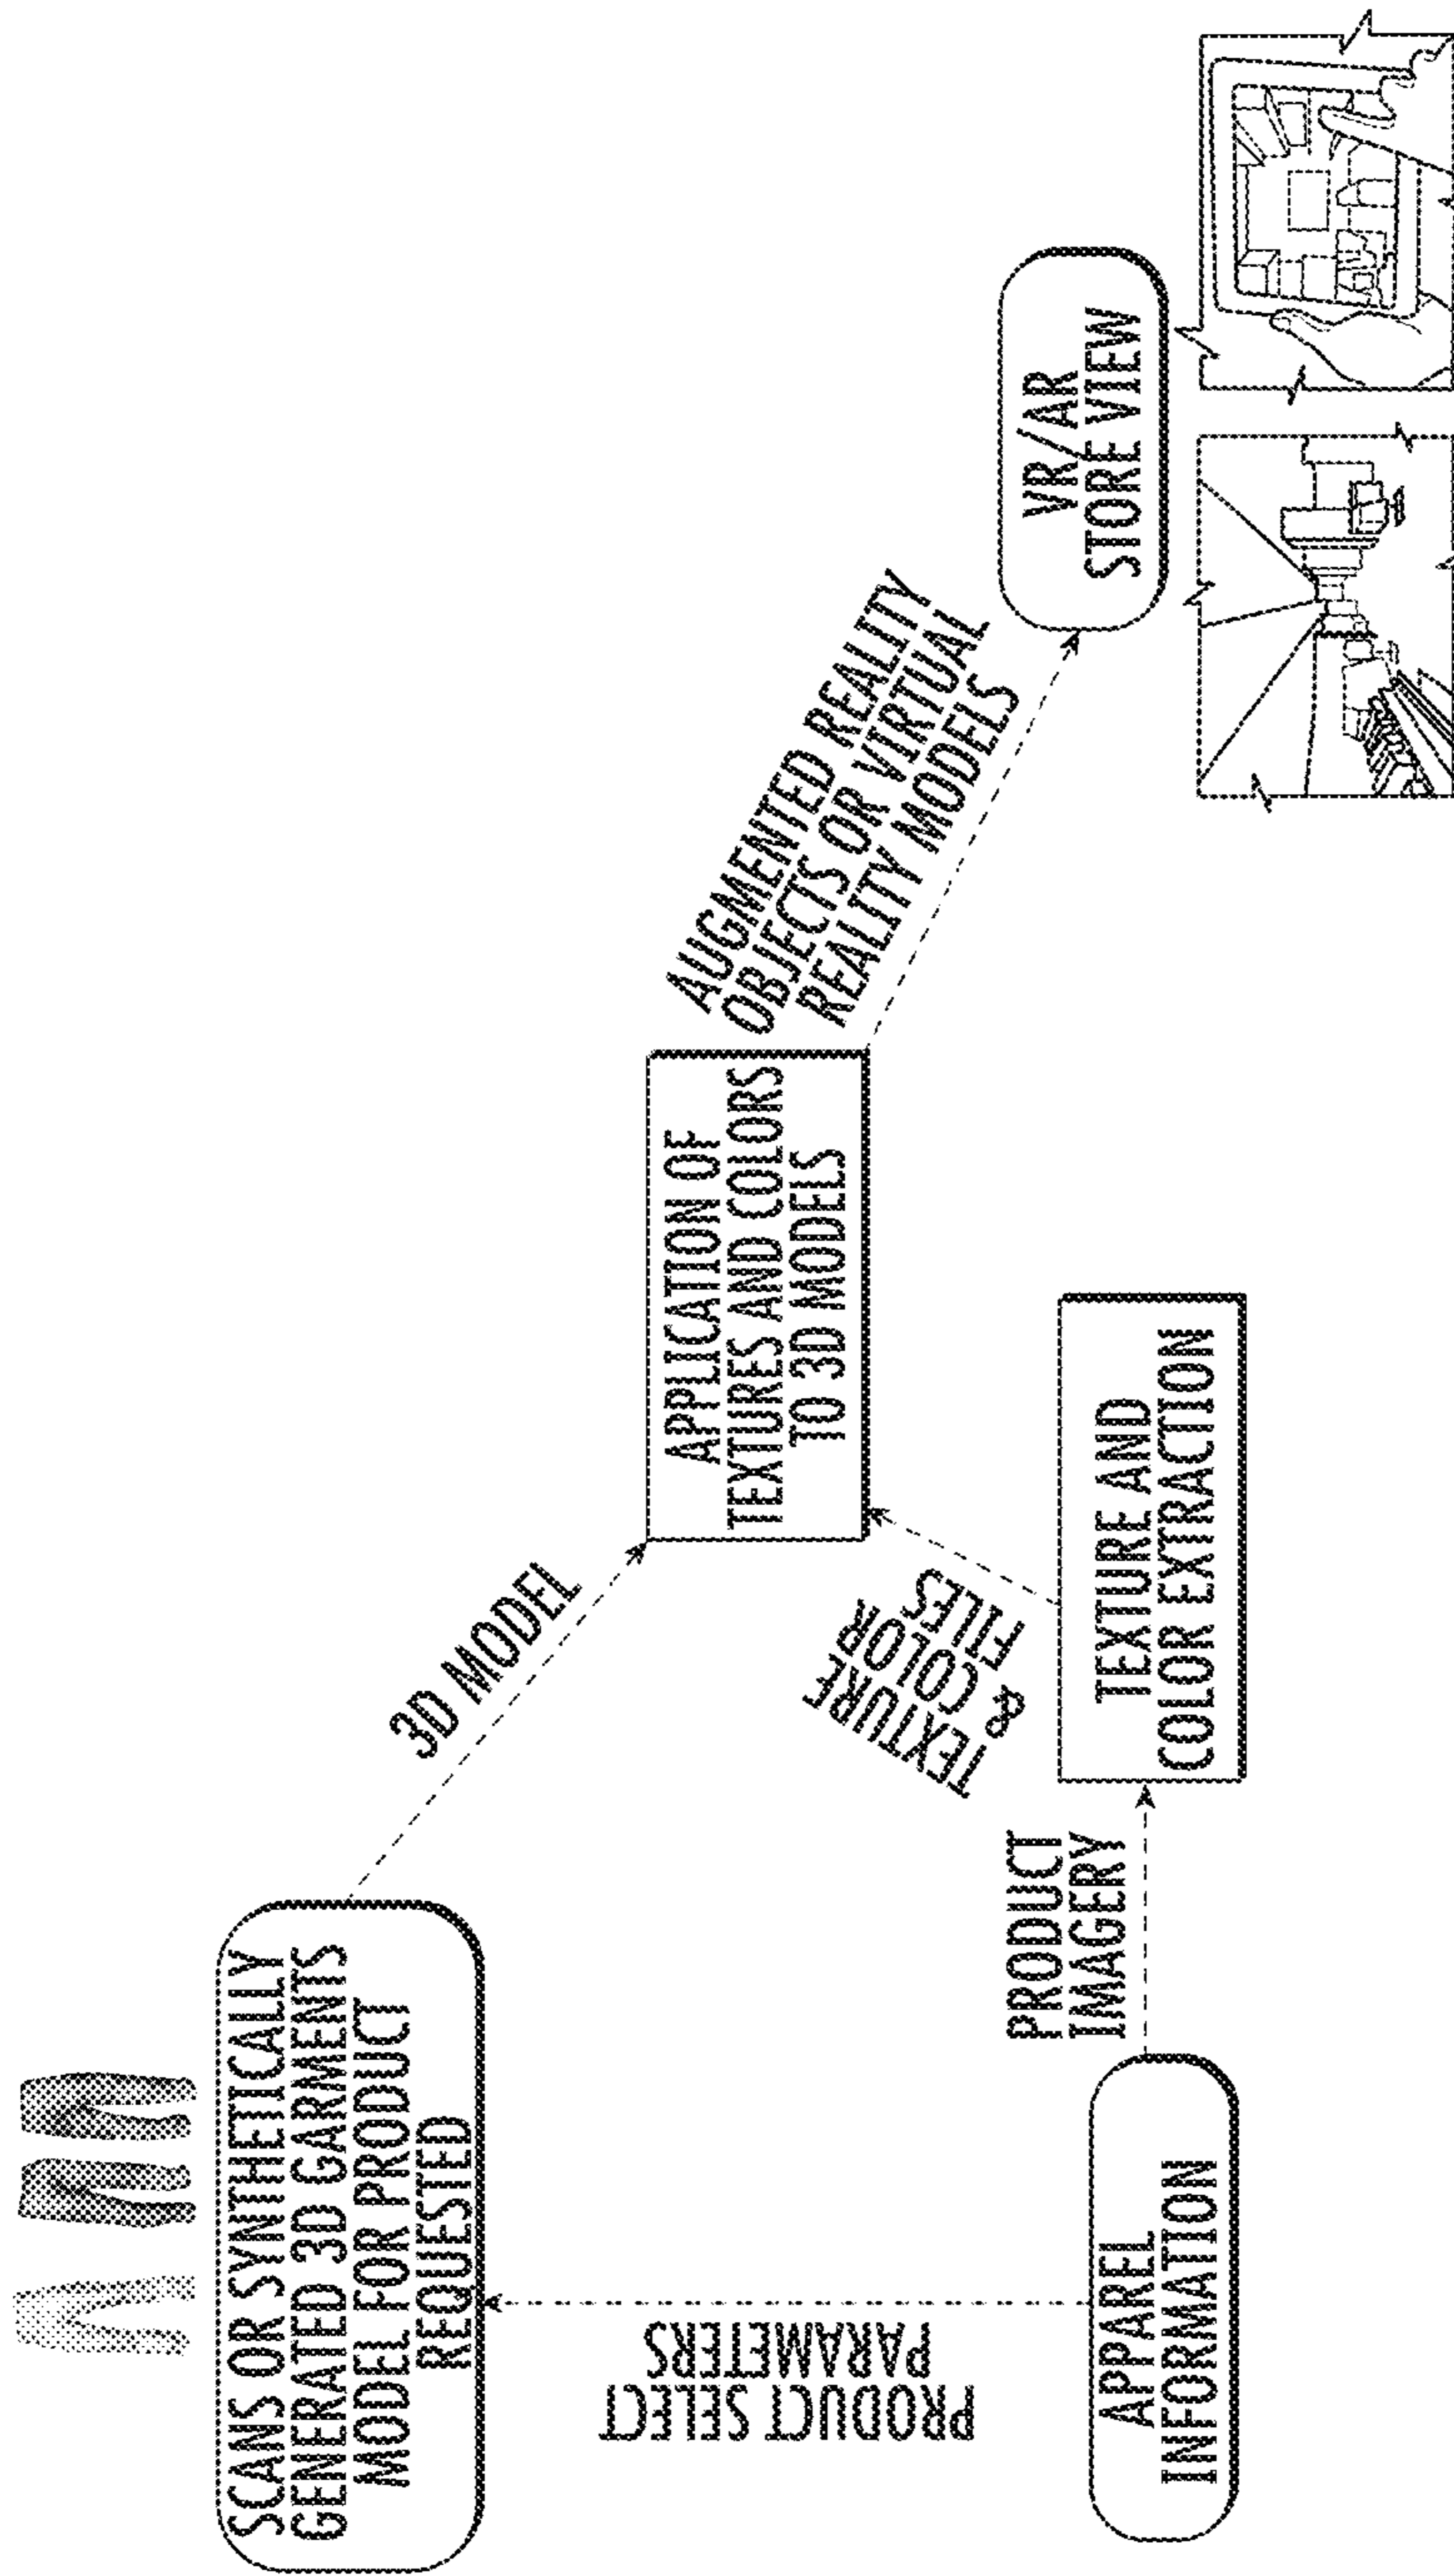 SCANS OR SYNTHETICALLY
GENERATED 3D GARMENTS
MODEL FOR PRODUCT
REQUESTED
3D MODEL
PRODUCT SELECT
PARAMETERS
APPLICATION OF
TEXTURES AND COLORS
TO 3D MODELS
AUGMENTED REALITY
OBJECTS OR VIRTUAL
REALITY MODELS
TEXTURE
& COLOR
FILES
VR/AR
STORE VIEW
APPAREL
INFORMATION
PRODUCT
IMAGERY
TEXTURE AND
COLOR EXTRACTION